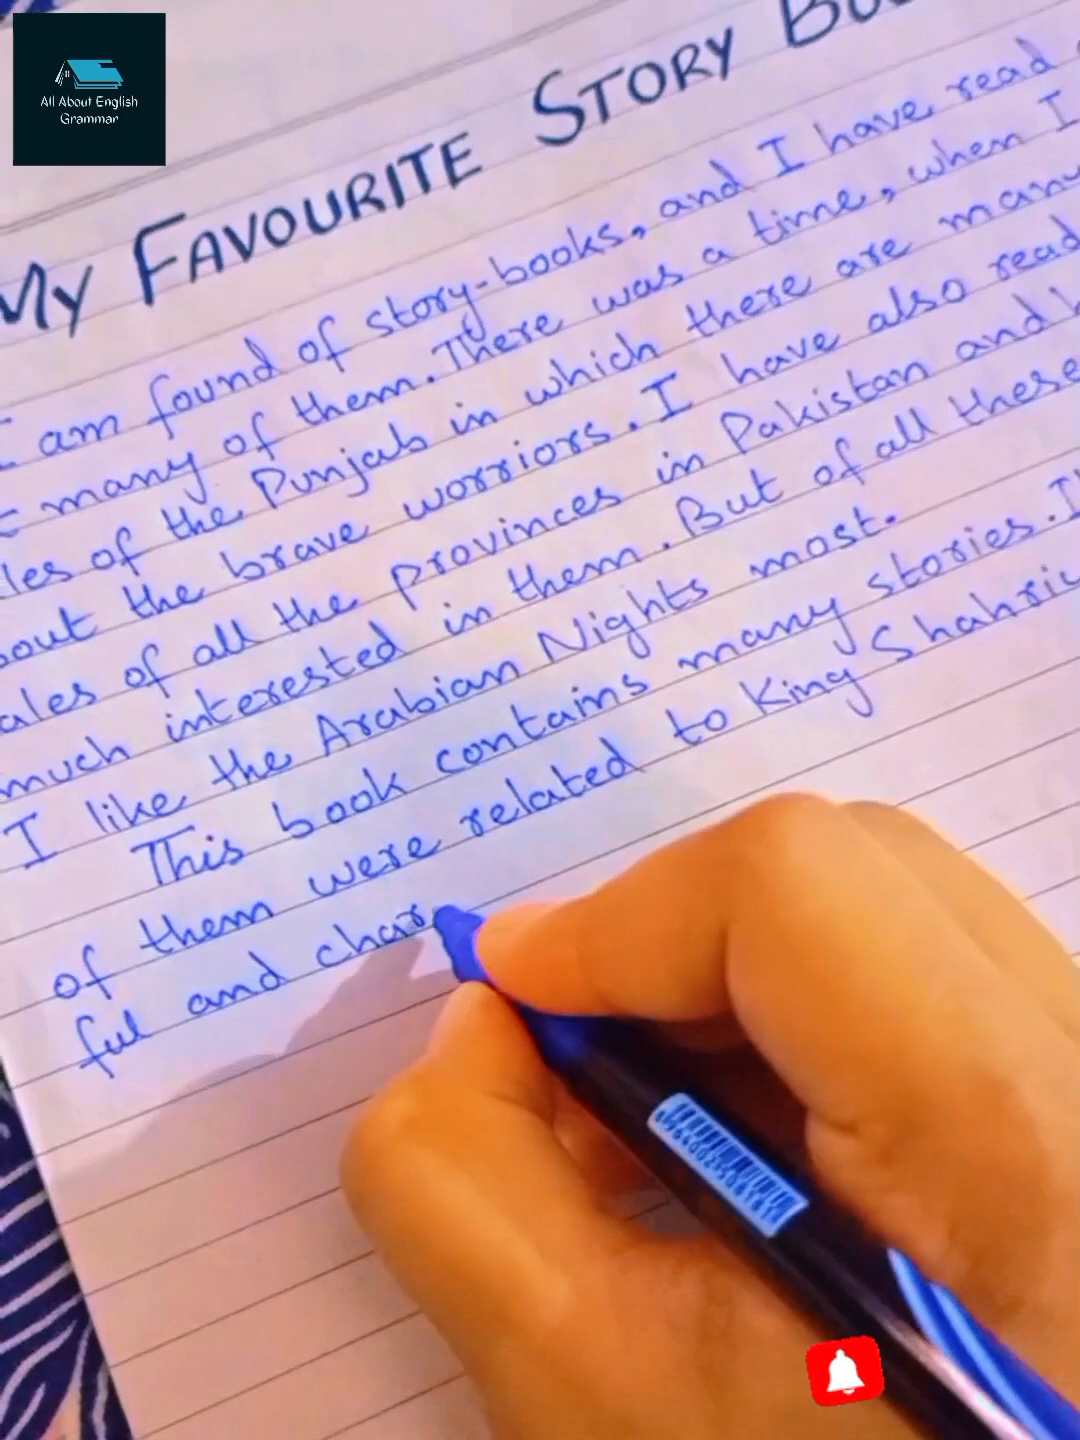 All About English
Grammar
MY FAVOURITE STORY
I am found of story-books, and I have read
many of them. There was a time, when I
of the Punjab in which there are many
the brave worriors. I have also read
of all the provinces in Pakistan and
much interested in them. But of all these
I like the Arabian Nights most.
This book contains many stories.
of them were related to King
ful and char